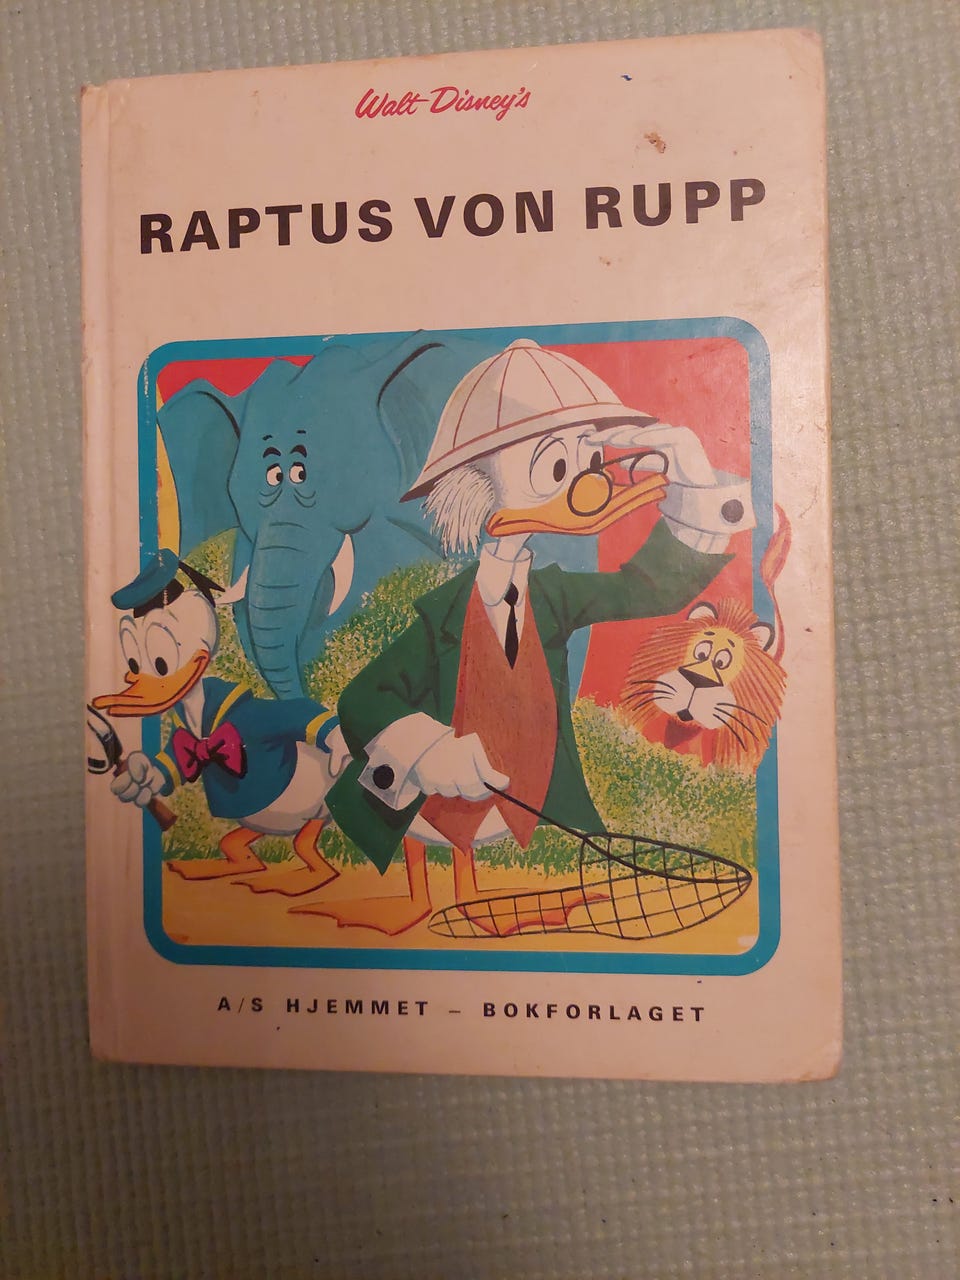 Walt Disney's
RAPTUS VON RUPP
A/S HJEMMET – BOKFORLAGET